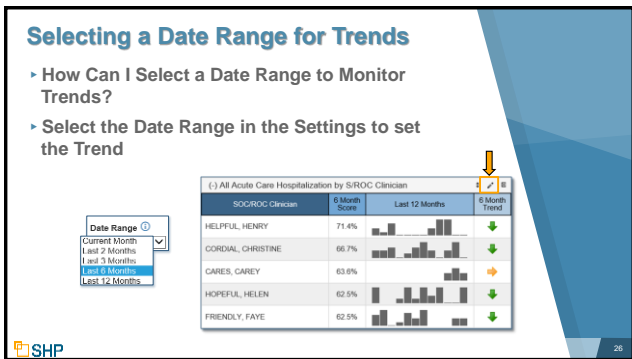 Selecting a Date Range for Trends
▸ How Can I Select a Date Range to Monitor
Trends?
▸ Select the Date Range in the Settings to set
the Trend
Date Range
Current Month
Last 2 Months
Last 3 Months
Last 6 Months
Last 12 Months
(-) All Acute Care Hospitalization by S/ROC Clinician
SOC/ROC Clinician 6 Month Score Last 12 Months 6 Month Trend
HELPFUL, HENRY 71.4%
CORDIAL, CHRISTINE 66.7%
CARES, CAREY 63.6%
HOPEFUL, HELEN 62.5%
FRIENDLY, FAYE 62.5%
SHP
26